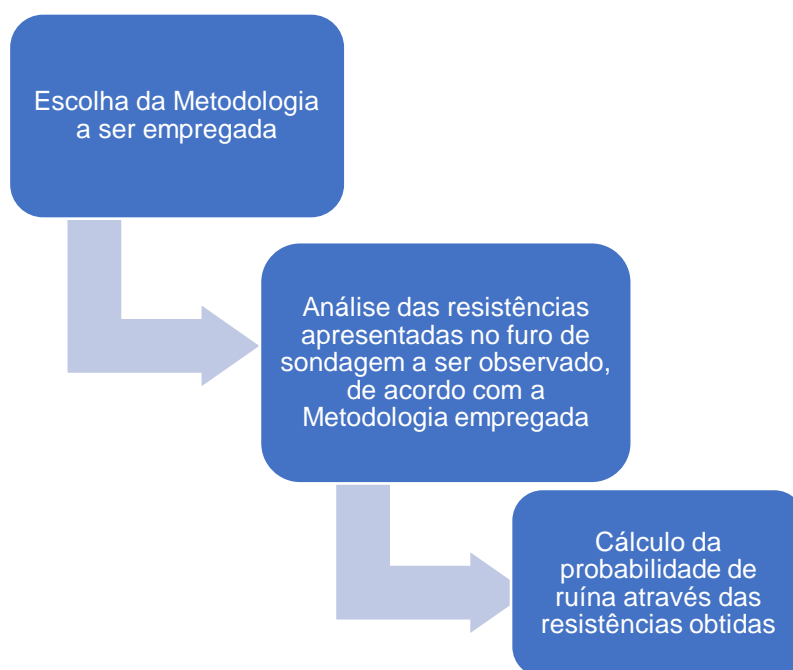 Escolha da Metodologia
a ser empregada
Análise das resistências
apresentadas no furo de
sondagem a ser observado,
de acordo com a
Metodologia empregada
Cálculo da
probabilidade de
ruína através das
resistências obtidas